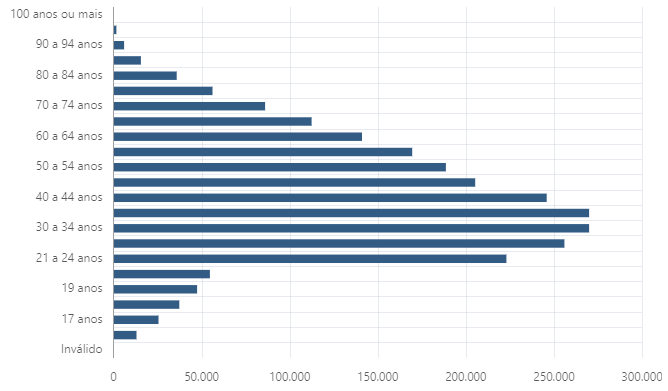 100 anos ou mais
90 a 94 anos
80 a 84 anos
70 a 74 anos
60 a 64 anos
50 a 54 anos
40 a 44 anos
30 a 34 anos
21 a 24 anos
19 anos
17 anos
Inválido
0 50.000 100.000 150.000 200.000 250.000 300.000